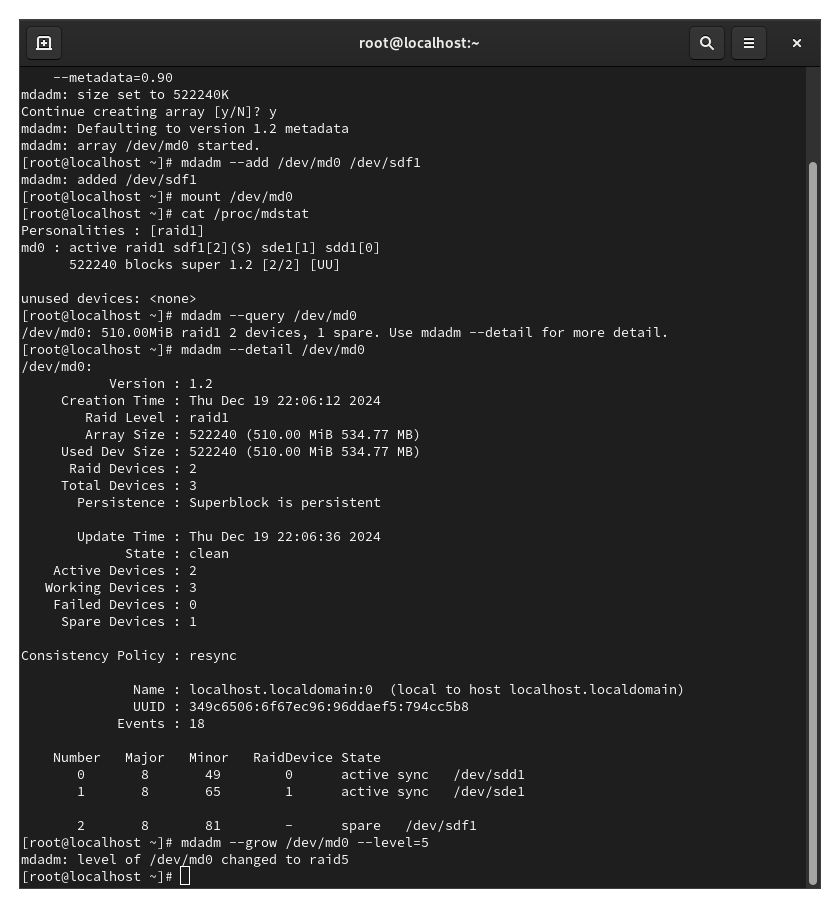 root@localhost:~
    --metadata=0.90
mdadm: size set to 522240K
Continue creating array [y/N]? y
mdadm: Defaulting to version 1.2 metadata
mdadm: array /dev/md0 started.
[root@localhost ~]# mdadm --add /dev/md0 /dev/sdf1
mdadm: added /dev/sdf1
[root@localhost ~]# mount /dev/md0
[root@localhost ~]# cat /proc/mdstat
Personalities : [raid1]
md0 : active raid1 sdf1[2](S) sde1[1] sdd1[0]
      522240 blocks super 1.2 [2/2] [UU]

unused devices: <none>
[root@localhost ~]# mdadm --query /dev/md0
/dev/md0: 510.00MiB raid1 2 devices, 1 spare. Use mdadm --detail for more detail.
[root@localhost ~]# mdadm --detail /dev/md0
/dev/md0:
           Version : 1.2
     Creation Time : Thu Dec 19 22:06:12 2024
        Raid Level : raid1
        Array Size : 522240 (510.00 MiB 534.77 MB)
     Used Dev Size : 522240 (510.00 MiB 534.77 MB)
      Raid Devices : 2
     Total Devices : 3
       Persistence : Superblock is persistent

       Update Time : Thu Dec 19 22:06:36 2024
             State : clean
    Active Devices : 2
   Working Devices : 3
    Failed Devices : 0
     Spare Devices : 1

Consistency Policy : resync

              Name : localhost.localdomain:0  (local to host localhost.localdomain)
              UUID : 349c6506:6f67ec96:96ddaef5:794cc5b8
            Events : 18

    Number   Major   Minor   RaidDevice State
       0       8       49        0      active sync   /dev/sdd1
       1       8       65        1      active sync   /dev/sde1

       2       8       81        -      spare   /dev/sdf1
[root@localhost ~]# mdadm --grow /dev/md0 --level=5
mdadm: level of /dev/md0 changed to raid5
[root@localhost ~]#